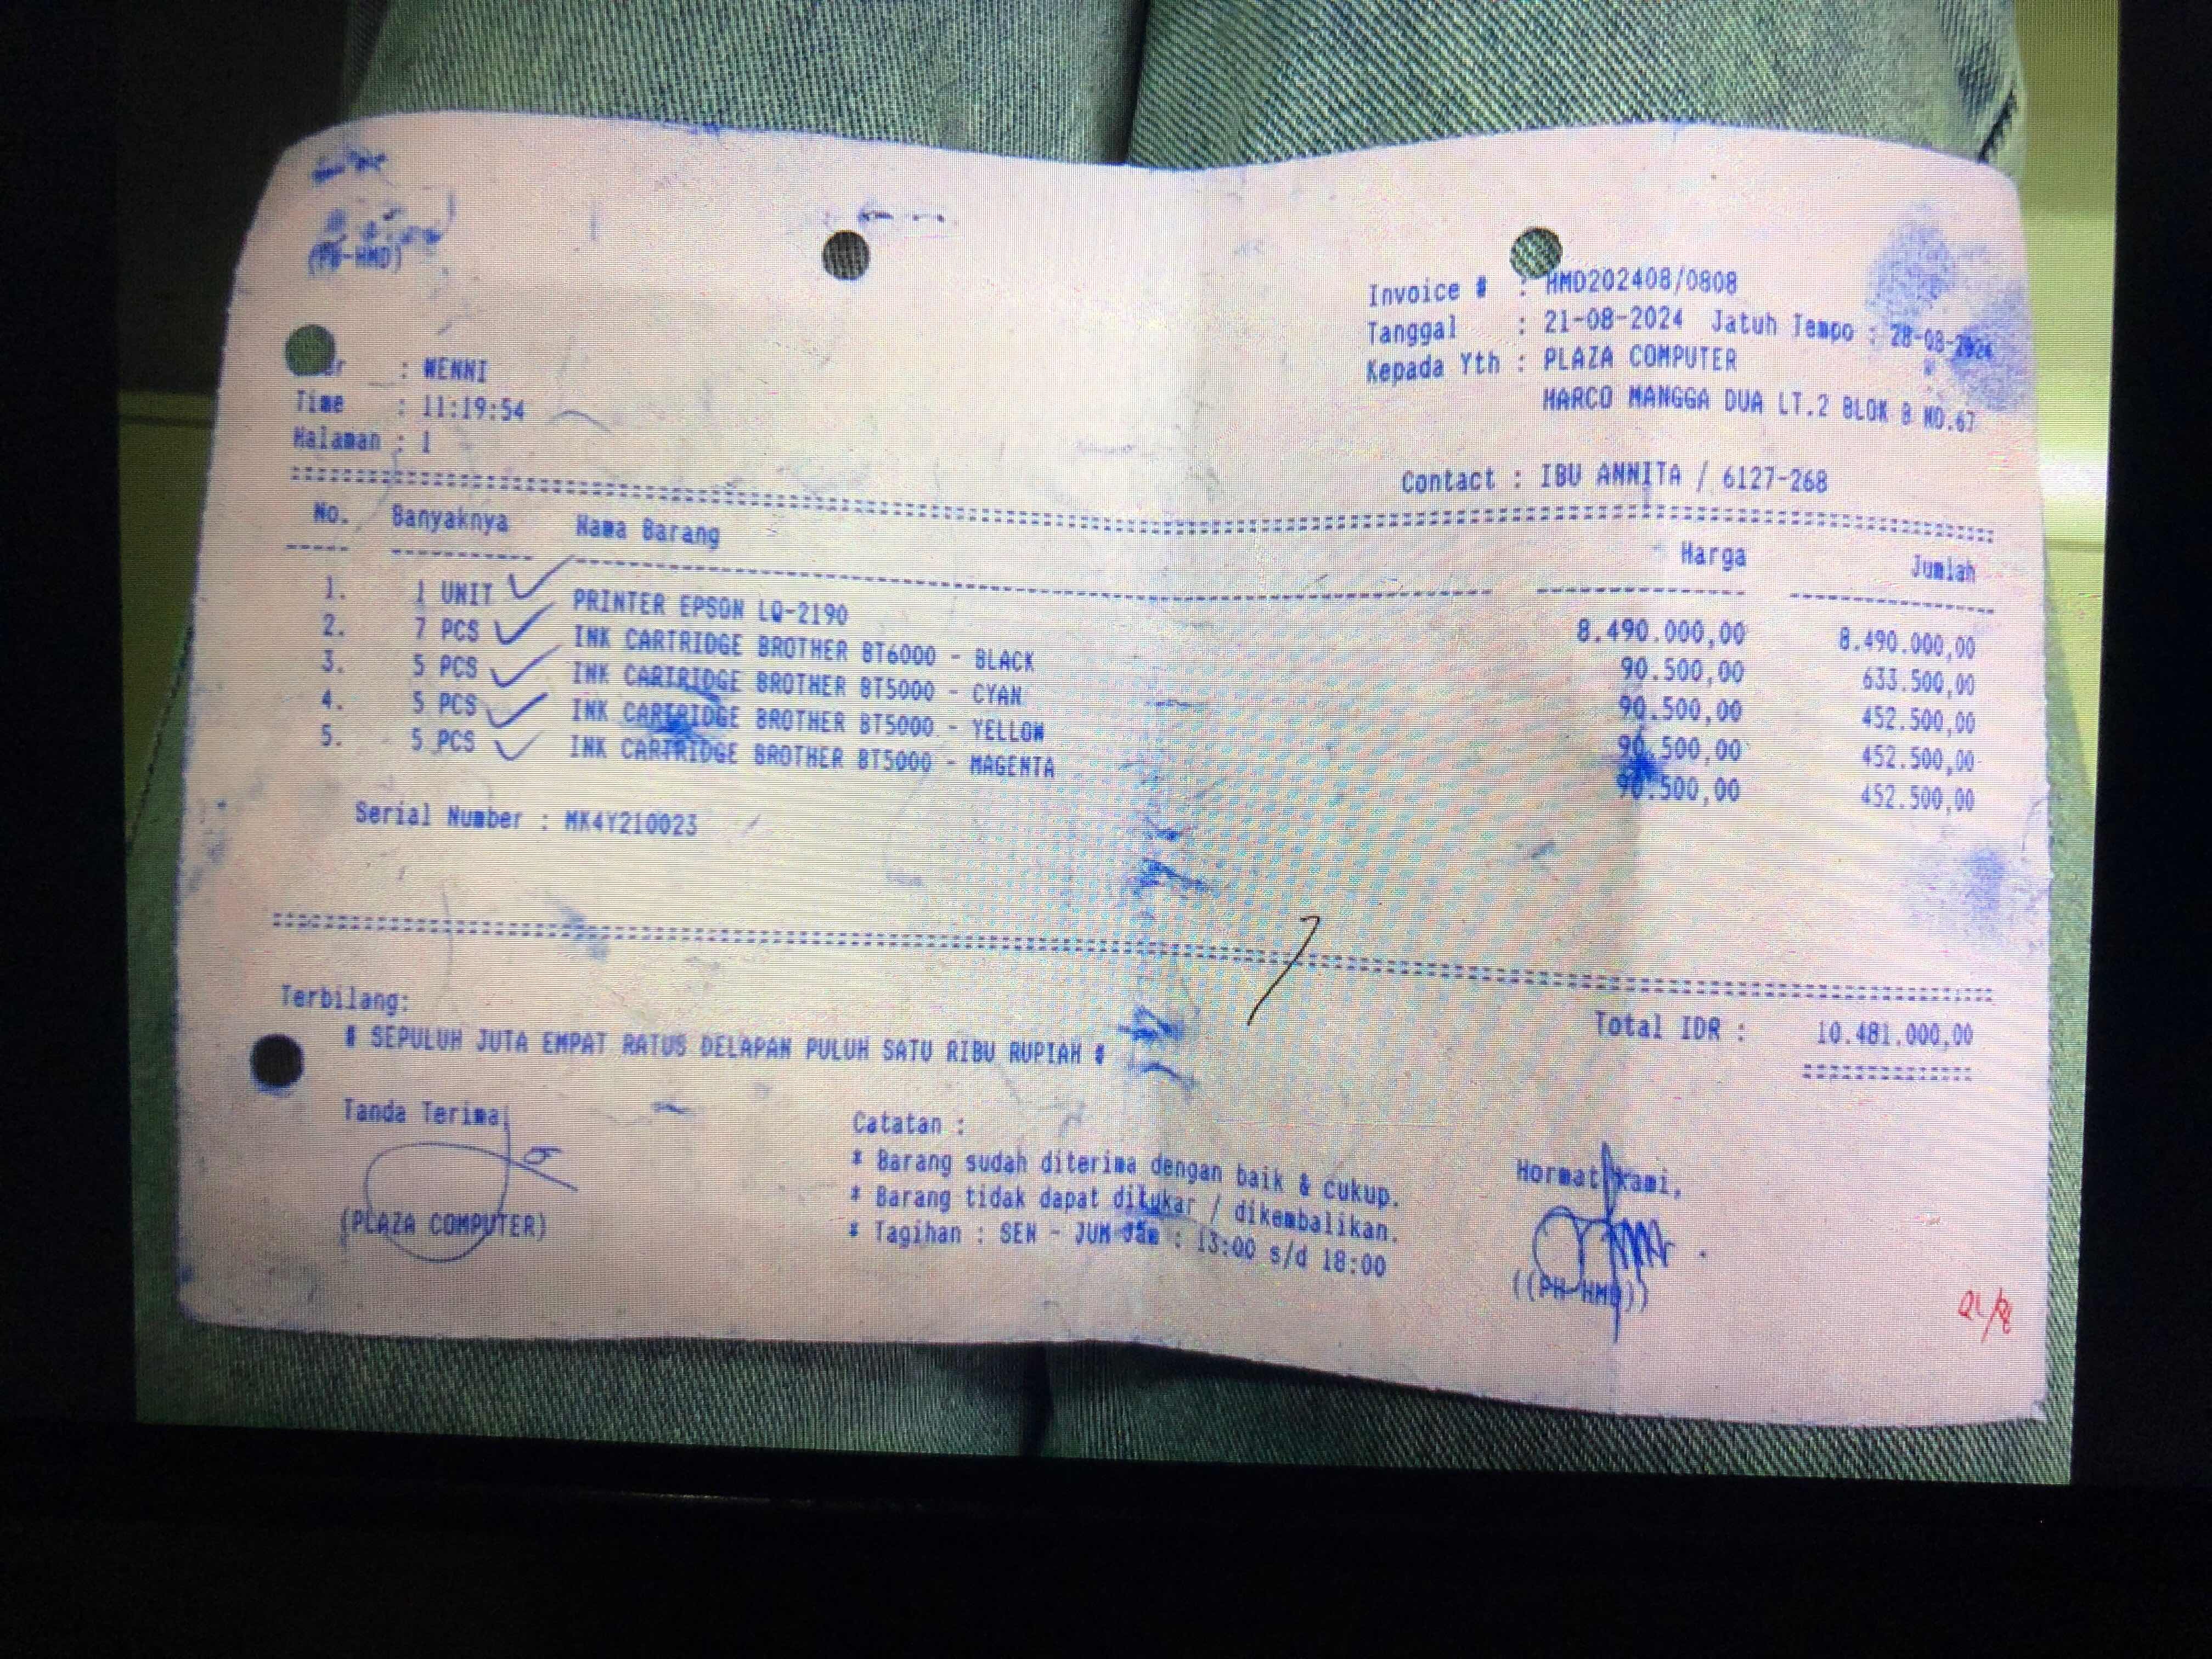 (PH-HMD)
Invoice # : HMD202408/0808
Tanggal : 21-08-2024 Jatuh Tempo : 28-08-2024
Kepada Yth : PLAZA COMPUTER
HARCO MANGGA DUA LT.2 BLOK B NO.67
: WENNI
Time : 11:19:54
Halaman : 1
Contact : IBU ANNITA / 6127-268
No. Banyaknya Nama Barang Harga Jumlah
1. 1 UNIT PRINTER EPSON LQ-2190 8.490.000,00 8.490.000,00
2. 7 PCS INK CARTRIDGE BROTHER BT6000 - BLACK 90.500,00 633.500,00
3. 5 PCS INK CARTRIDGE BROTHER BT5000 - CYAN 90.500,00 452.500,00
4. 5 PCS INK CARTRIDGE BROTHER BT5000 - YELLOW 90.500,00 452.500,00
5. 5 PCS INK CARTRIDGE BROTHER BT5000 - MAGENTA 90.500,00 452.500,00
Serial Number : MK4Y210023
Terbilang:
# SEPULUH JUTA EMPAT RATUS DELAPAN PULUH SATU RIBU RUPIAH #
Total IDR : 10.481.000,00
Tanda Terima,
(PLAZA COMPUTER)
Catatan :
* Barang sudah diterima dengan baik & cukup.
* Barang tidak dapat ditukar / dikembalikan.
* Tagihan : SEN - JUM Jam : 13:00 s/d 18:00
Hormat kami,
((PH-HMD))